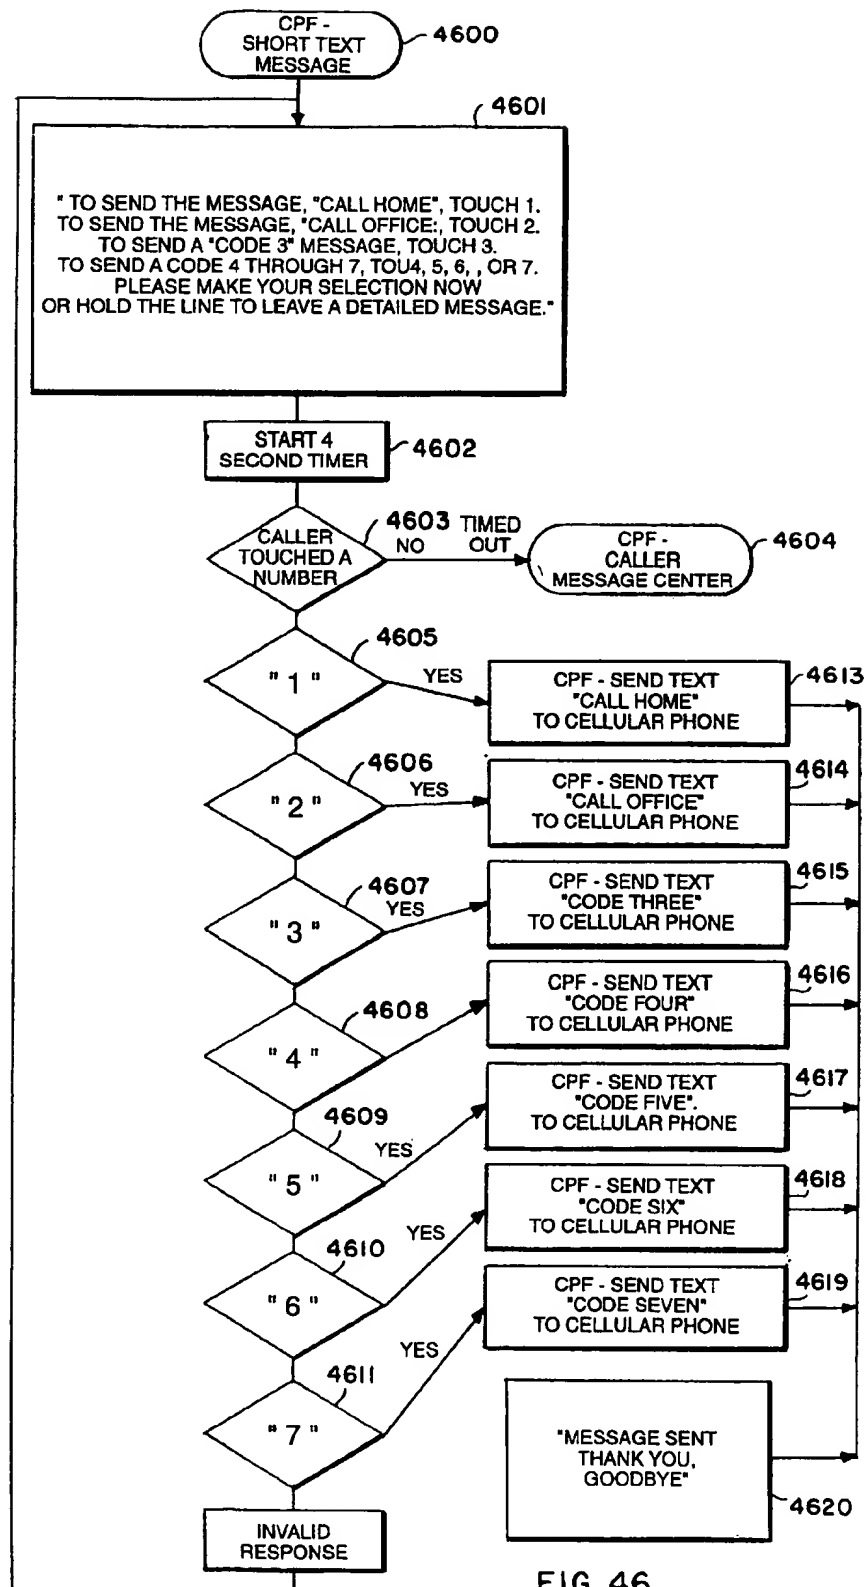 CPF -
SHORT TEXT
MESSAGE
4600
4601
" TO SEND THE MESSAGE, "CALL HOME", TOUCH 1.
TO SEND THE MESSAGE, "CALL OFFICE:, TOUCH 2.
TO SEND A "CODE 3" MESSAGE, TOUCH 3.
TO SEND A CODE 4 THROUGH 7, TOU4, 5, 6, , OR 7.
PLEASE MAKE YOUR SELECTION NOW
OR HOLD THE LINE TO LEAVE A DETAILED MESSAGE."
START 4
SECOND TIMER
4602
CALLER
TOUCHED A
NUMBER
4603
NO
TIMED
OUT
CPF -
CALLER
MESSAGE CENTER
4604
" 1 "
4605
YES
CPF - SEND TEXT
"CALL HOME"
TO CELLULAR PHONE
4613
" 2 "
4606
YES
CPF - SEND TEXT
"CALL OFFICE"
TO CELLULAR PHONE
4614
" 3 "
4607
YES
CPF - SEND TEXT
"CODE THREE"
TO CELLULAR PHONE
4615
" 4 "
4608
CPF - SEND TEXT
"CODE FOUR"
TO CELLULAR PHONE
4616
" 5 "
4609
YES
CPF - SEND TEXT
"CODE FIVE".
TO CELLULAR PHONE
4617
" 6 "
4610
YES
CPF - SEND TEXT
"CODE SIX"
TO CELLULAR PHONE
4618
" 7 "
4611
YES
CPF - SEND TEXT
"CODE SEVEN"
TO CELLULAR PHONE
4619
"MESSAGE SENT
THANK YOU,
GOODBYE"
4620
INVALID
RESPONSE
FIG. 46